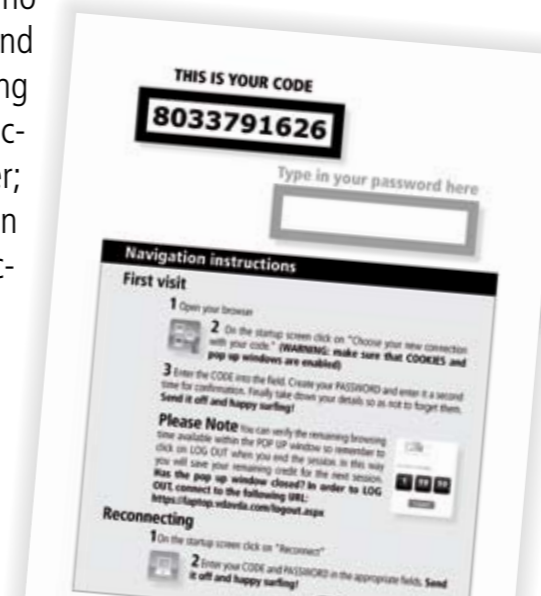 no
nd
ng
c-
er;
n
c-
THIS IS YOUR CODE
8033791626
Type in your password here
Navigation instructions
First visit
1 Open your browser
2 On the startup screen click on "Choose your new connection
with your code." (WARNING: make sure that COOKIES and
pop up windows are enabled)
3 Enter the CODE into the field. Create your PASSWORD and enter it a second
time for confirmation. Finally take down your details so as not to forget them.
Send it off and happy surfing!
Please Note You can verify the remaining browsing
time available within the POP UP window so remember to
click on LOG OUT when you end the session. In this way
you will save your remaining credit for the next session.
Has the pop up window closed? In order to LOG
OUT, connect to the following URL:
https://laptop.vdavda.com/logout.aspx
Reconnecting
1 On the startup screen click on "Reconnect"
2 Enter your CODE and PASSWORD in the appropriate fields. Send
it off and happy surfing!